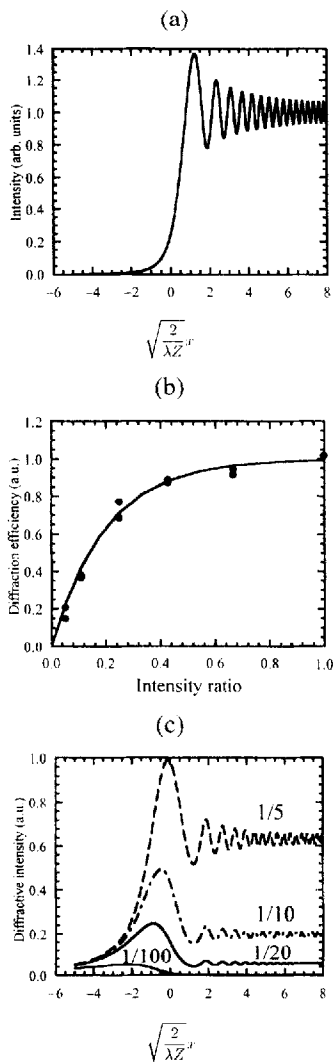 (a)
Intensity (arb. units)
1.4
1.2
1.0
0.8
0.6
0.4
0.2
0.0
−6 −4 −2 0 2 4 6 8
√(2/λZ) x
(b)
Diffraction efficiency (a.u.)
1.2
1.0
0.8
0.6
0.4
0.2
0.0
0.0 0.2 0.4 0.6 0.8 1.0
Intensity ratio
(c)
Diffractive intensity (a.u.)
1.0
0.8
0.6
0.4
0.2
0.0
1/5
1/10
1/100
1/20
−6 −4 −2 0 2 4 6 8
√(2/λZ) x